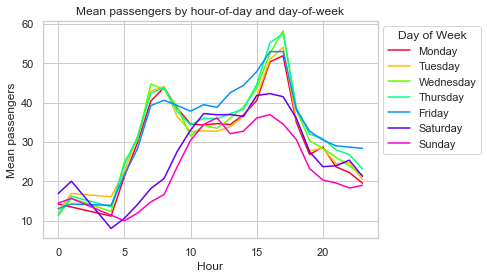 Mean passengers by hour-of-day and day-of-week
60
50
40
30
20
10
Mean passengers
0
5
10
15
20
Hour
Day of Week
Monday
Tuesday
Wednesday
Thursday
Friday
Saturday
Sunday